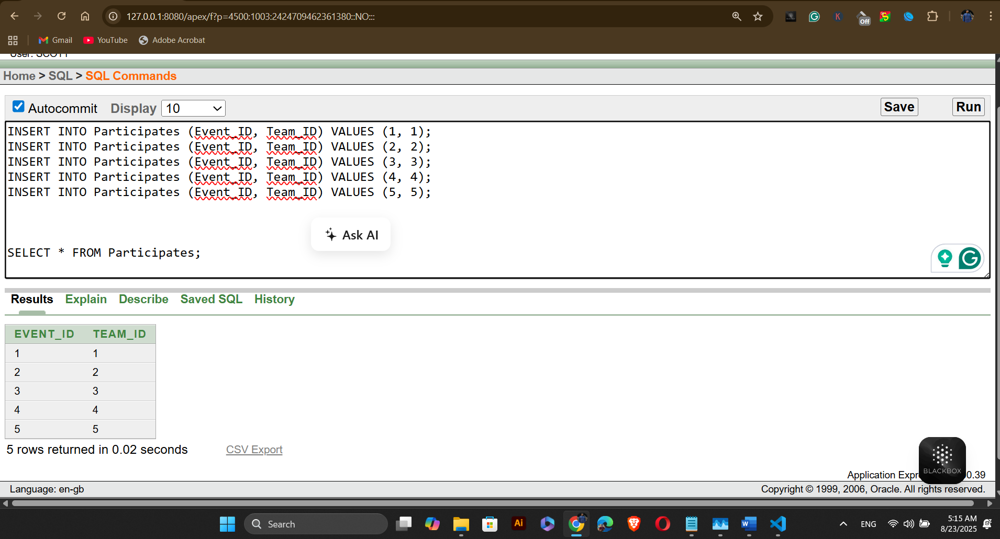 127.0.0.1:8080/apex/f?p=4500:1003:2424709462361380::NO:::
K
Off
S
Gmail
YouTube
Adobe Acrobat
User: SCOTT
Home > SQL > SQL Commands
Autocommit Display 10 Save Run
INSERT INTO Participates (Event_ID, Team_ID) VALUES (1, 1);
INSERT INTO Participates (Event_ID, Team_ID) VALUES (2, 2);
INSERT INTO Participates (Event_ID, Team_ID) VALUES (3, 3);
INSERT INTO Participates (Event_ID, Team_ID) VALUES (4, 4);
INSERT INTO Participates (Event_ID, Team_ID) VALUES (5, 5);
Ask AI
SELECT * FROM Participates;
Results Explain Describe Saved SQL History
EVENT_ID TEAM_ID
1 1
2 2
3 3
4 4
5 5
5 rows returned in 0.02 seconds CSV Export
BLACKBOX
Application Expr 0.39
Language: en-gb
Copyright © 1999, 2006, Oracle. All rights reserved.
Search
Ai
W
ENG
5:15 AM
8/23/2025